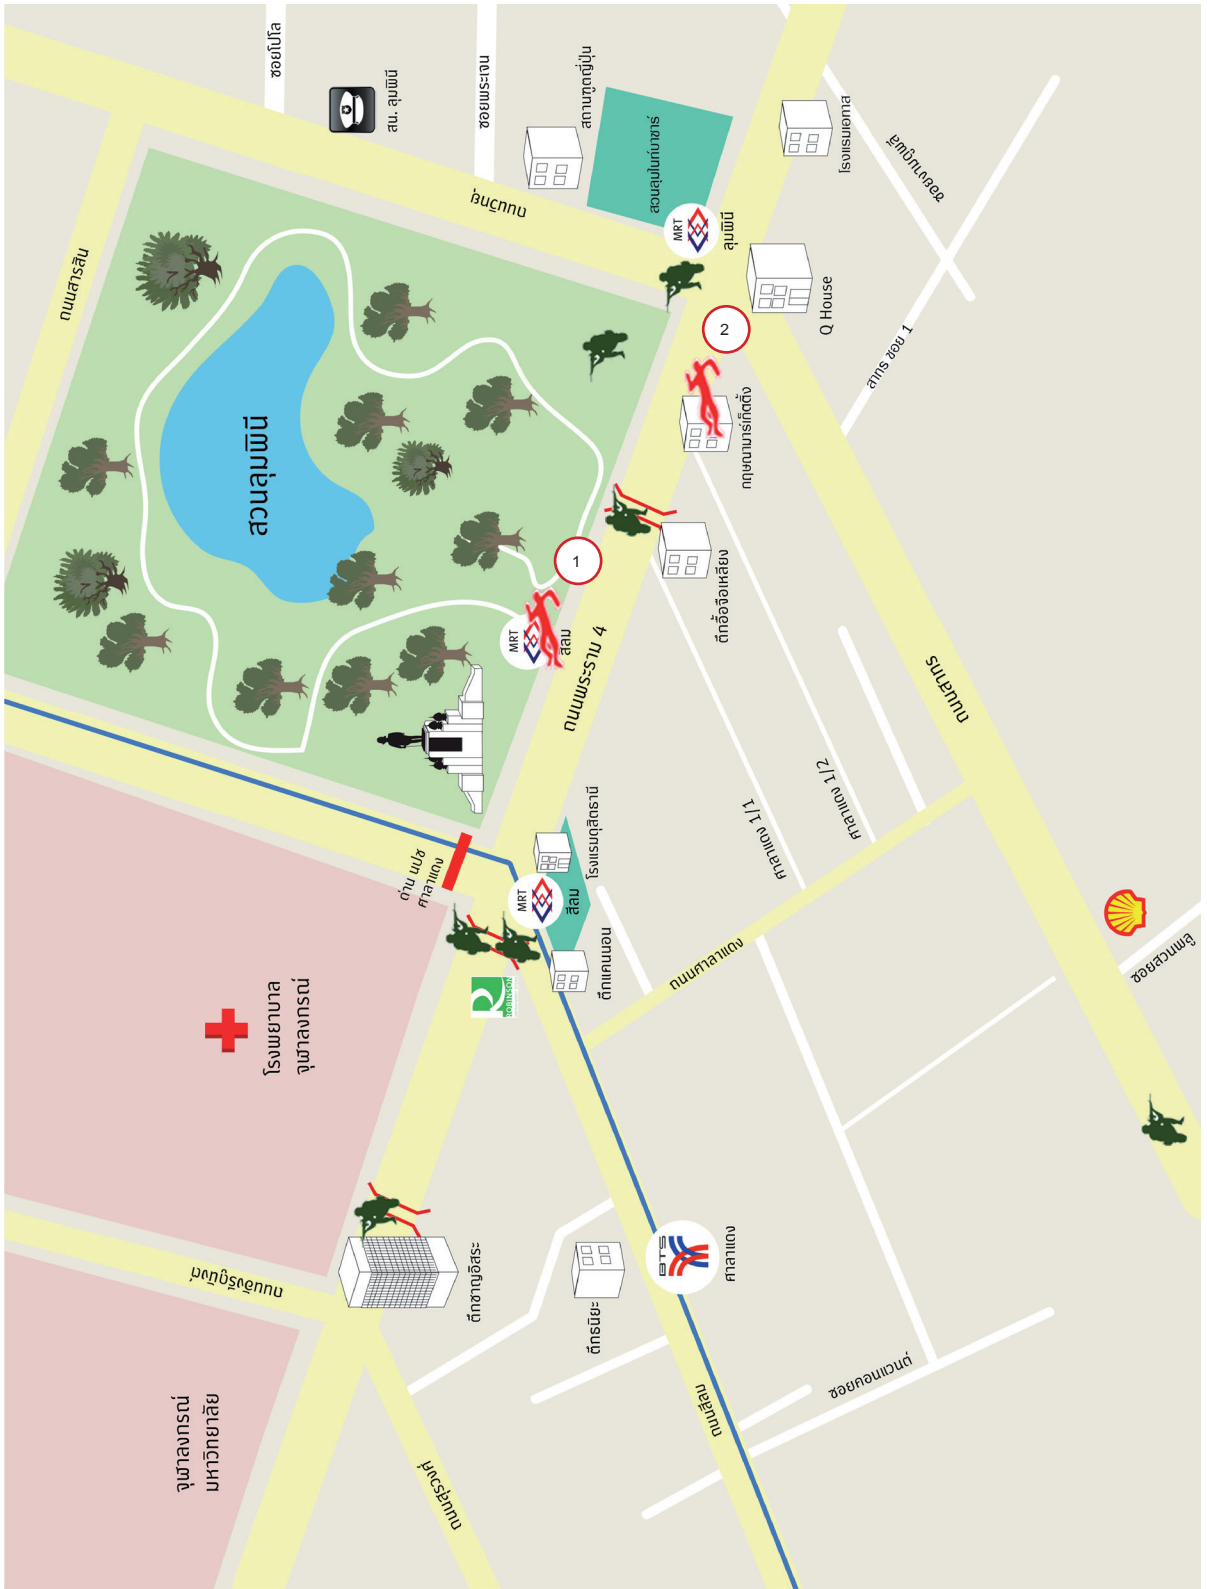 ซอยโปโล
สน. ลุมพินี
ซอยพระเจน
สถานทูตญี่ปุ่น
สวนลุมไนท์บาซาร์
โรงแรมเอทาส
ซอยงามดูพลี
ถนนวิทยุ
MRT
ลุมพินี
Q House
ถนนสารสิน
2
สาทร ซอย 1
กฤษณามาร์เก็ตติ้ง
สวนลุมพินี
1
ตึกอื้อจือเหลียง
MRT
สีลม
ถนนพระราม 4
ถนนสาทร
ศาลาแดง 1/2
ศาลาแดง 1/1
โรงแรมดุสิตธานี
ด่าน นปช
ศาลาแดง
MRT
สีลม
ตึกแคนนอน
ถนนศาลาแดง
ซอยสวนพลู
ROBINSON
โรงพยาบาล
จุฬาลงกรณ์
BTS
ศาลาแดง
ตึกชาญอิสระ
ตึกธนิยะ
ถนนอังรีดูนังต์
จุฬาลงกรณ์
มหาวิทยาลัย
ถนนสีลม
ซอยคอนแวนต์
ถนนสุรวงศ์